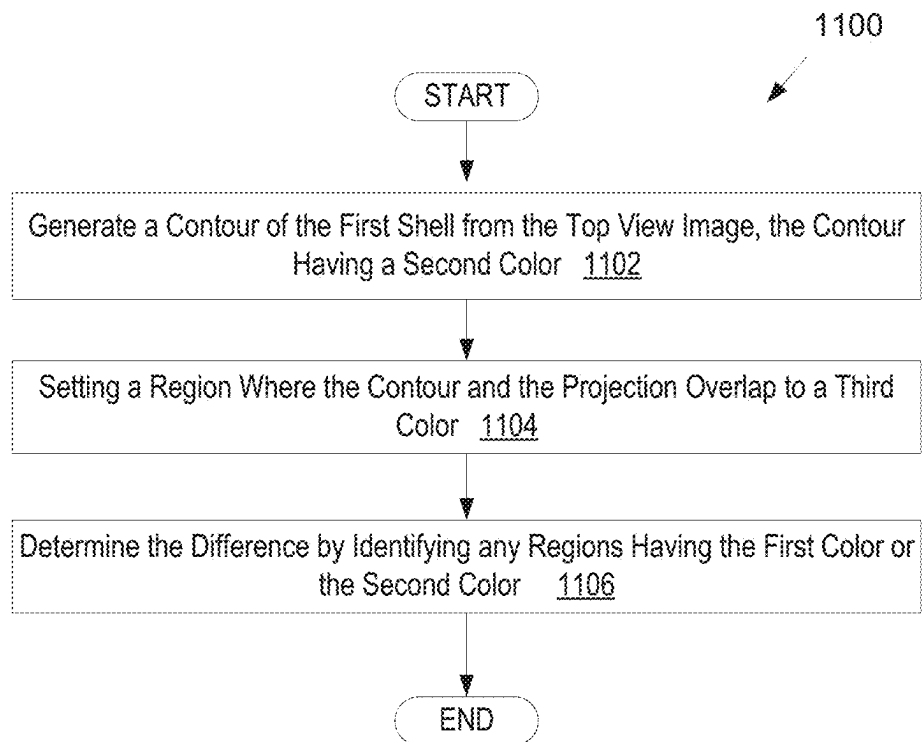 1100
START
Generate a Contour of the First Shell from the Top View Image, the Contour
Having a Second Color 1102
Setting a Region Where the Contour and the Projection Overlap to a Third
Color 1104
Determine the Difference by Identifying any Regions Having the First Color or
the Second Color 1106
END